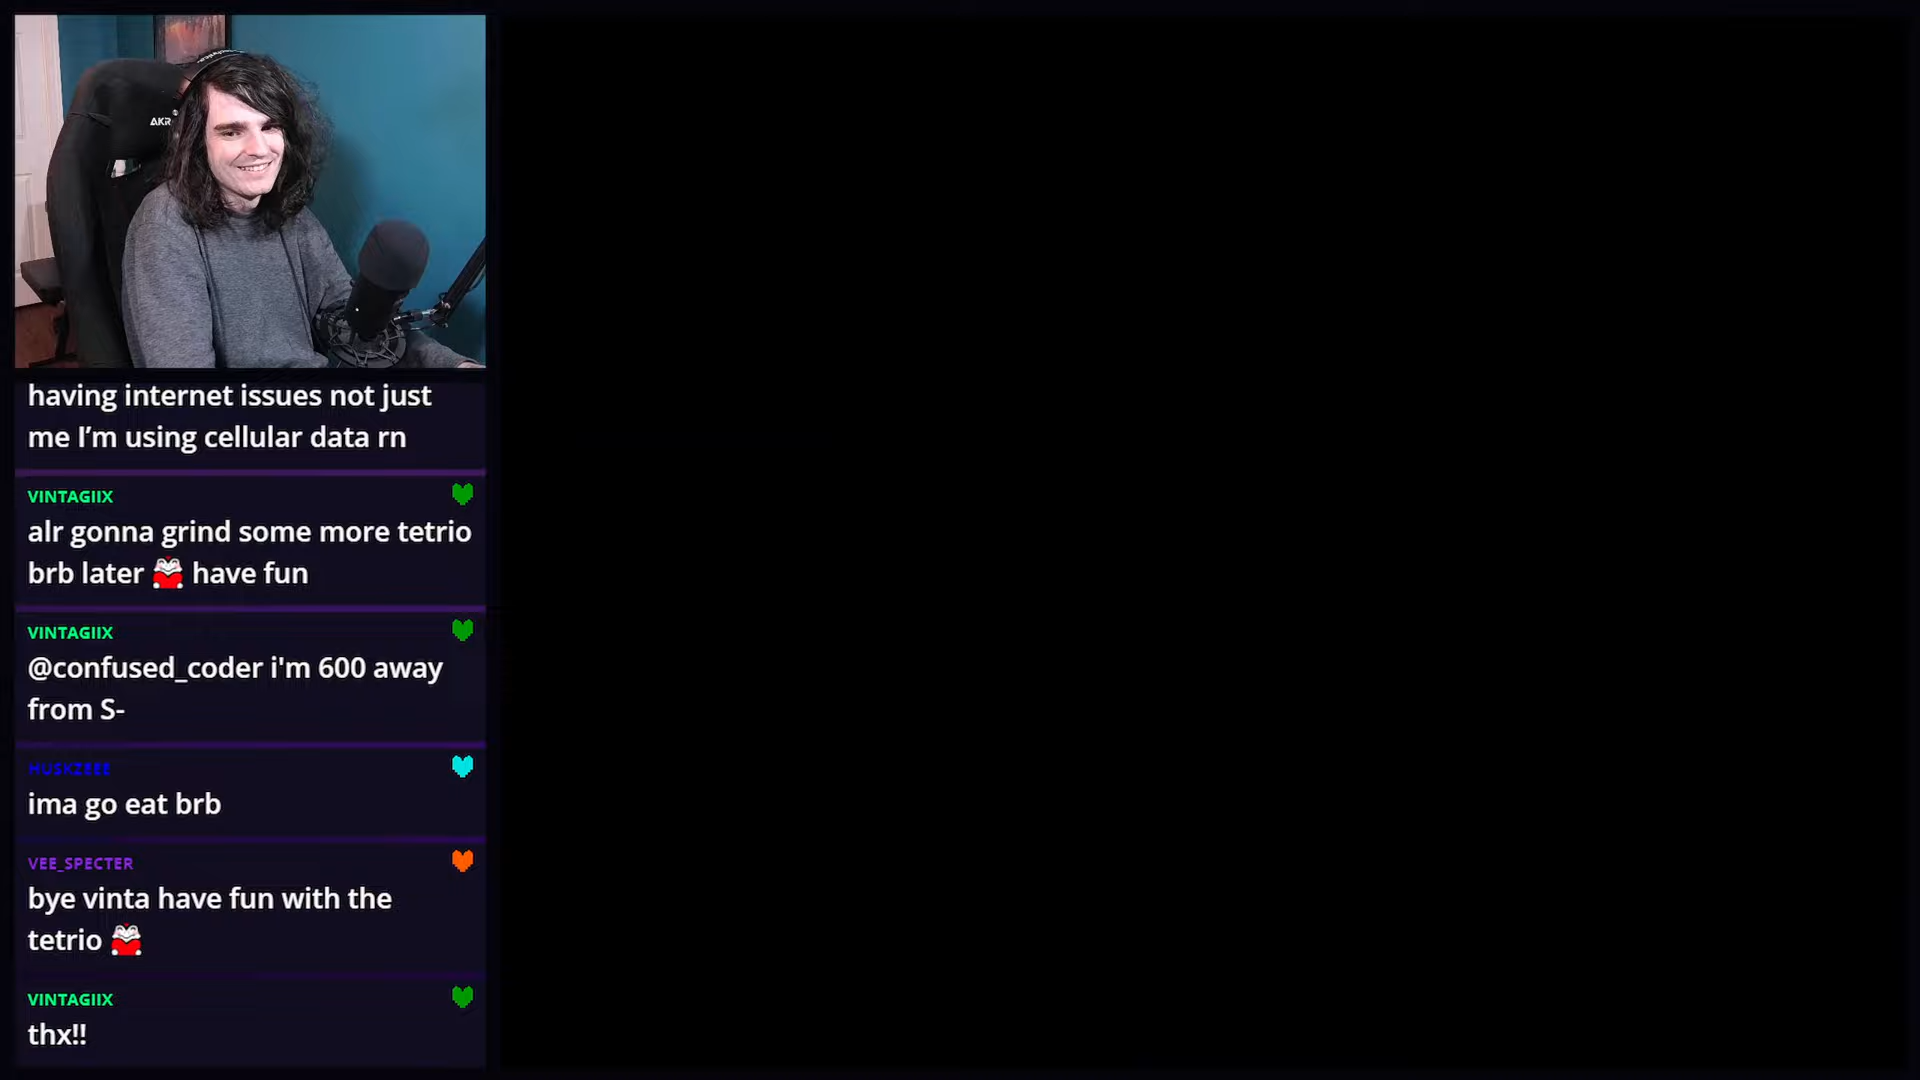 AKR
having internet issues not just
me I’m using cellular data rn
VINTAGIIX
alr gonna grind some more tetrio
brb later have fun
VINTAGIIX
@confused_coder i'm 600 away
from S-
HUSKZEEE
ima go eat brb
VEE_SPECTER
bye vinta have fun with the
tetrio
VINTAGIIX
thx!!